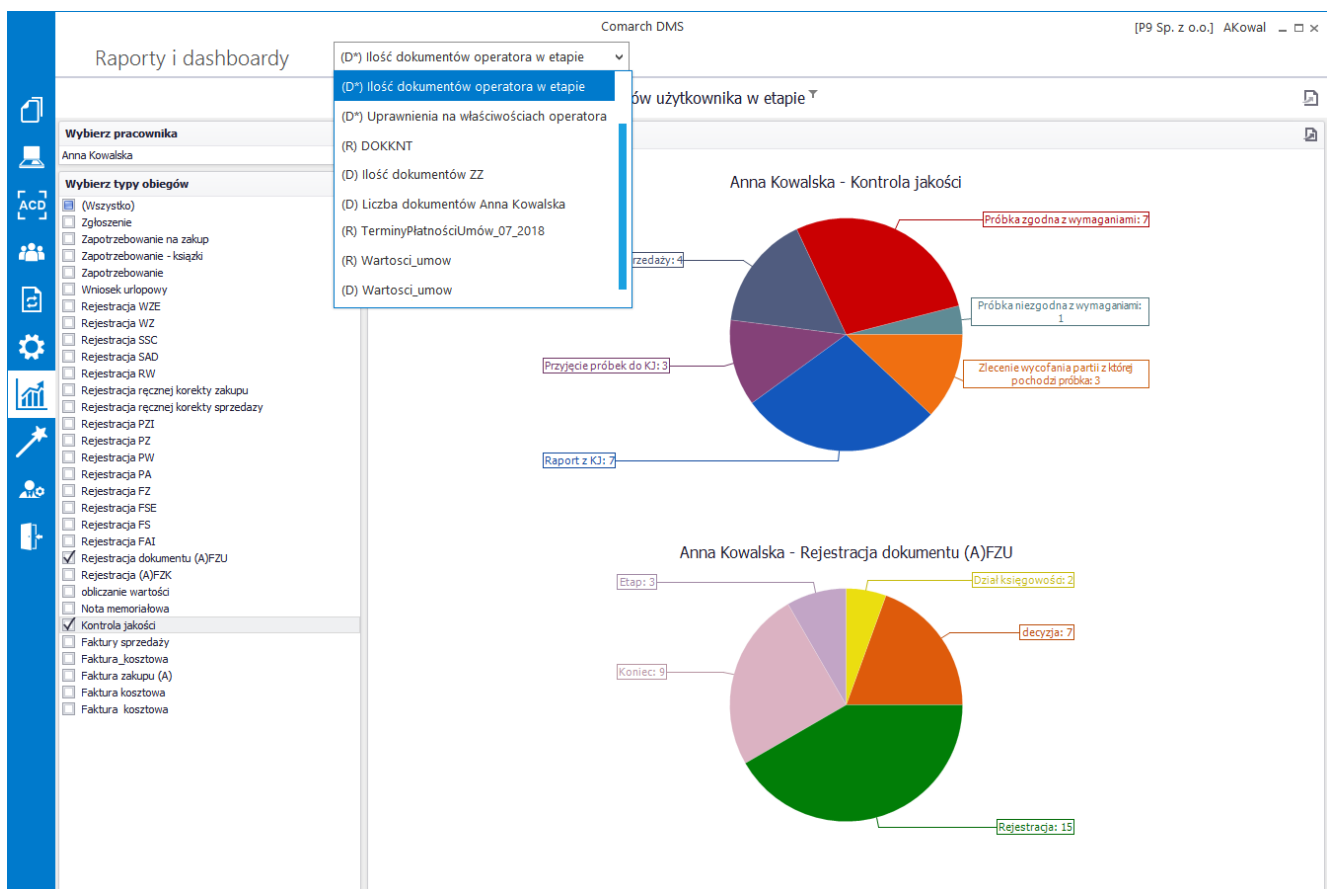 Comarch DMS
[P9 Sp. z o.o.] AKowal
Raporty i dashboardy
(D*) Ilość dokumentów operatora w etapie
(D*) Ilość dokumentów operatora w etapie
(D*) Uprawnienia na właściwościach operatora
(R) DOKKNT
(D) Ilość dokumentów ZZ
(D) Liczba dokumentów Anna Kowalska
(R) TerminyPłatnościUmów_07_2018
(R) Wartosci_umow
(D) Wartosci_umow
ów użytkownika w etapie
ACD
Wybierz pracownika
Anna Kowalska
Wybierz typy obiegów
(Wszystko)
Zgłoszenie
Zapotrzebowanie na zakup
Zapotrzebowanie - ksiązki
Zapotrzebowanie
Wniosek urlopowy
Rejestracja WZE
Rejestracja WZ
Rejestracja SSC
Rejestracja SAD
Rejestracja RW
Rejestracja ręcznej korekty zakupu
Rejestracja ręcznej korekty sprzedazy
Rejestracja PZI
Rejestracja PZ
Rejestracja PW
Rejestracja PA
Rejestracja FZ
Rejestracja FSE
Rejestracja FS
Rejestracja FAI
Rejestracja dokumentu (A)FZU
Rejestracja (A)FZK
obliczanie wartości
Nota memoriałowa
Kontrola jakości
Faktury sprzedaży
Faktura_kosztowa
Faktura zakupu (A)
Faktura kosztowa
Faktura  kosztowa
Anna Kowalska - Kontrola jakości
Próbka zgodna z wymaganiami: 7
rzedaży: 4
Próbka niezgodna z wymaganiami:
1
Przyjęcie próbek do KJ: 3
Zlecenie wycofania partii z której
pochodzi próbka: 3
Raport z KJ: 7
Anna Kowalska - Rejestracja dokumentu (A)FZU
Etap: 3
Dział księgowości: 2
decyzja: 7
Koniec: 9
Rejestracja: 15